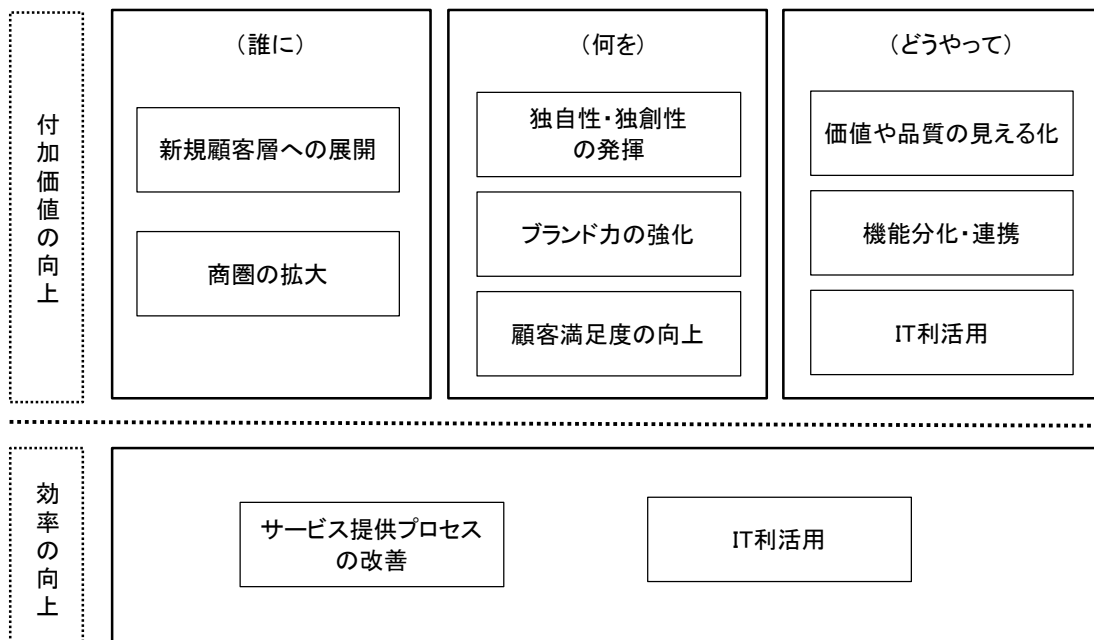 付加価値の向上
(誰に)
新規顧客層への展開
商圏の拡大
(何を)
独自性・独創性
の発揮
ブランド力の強化
顧客満足度の向上
(どうやって)
価値や品質の見える化
機能分化・連携
IT利活用
効率の向上
サービス提供プロセス
の改善
IT利活用